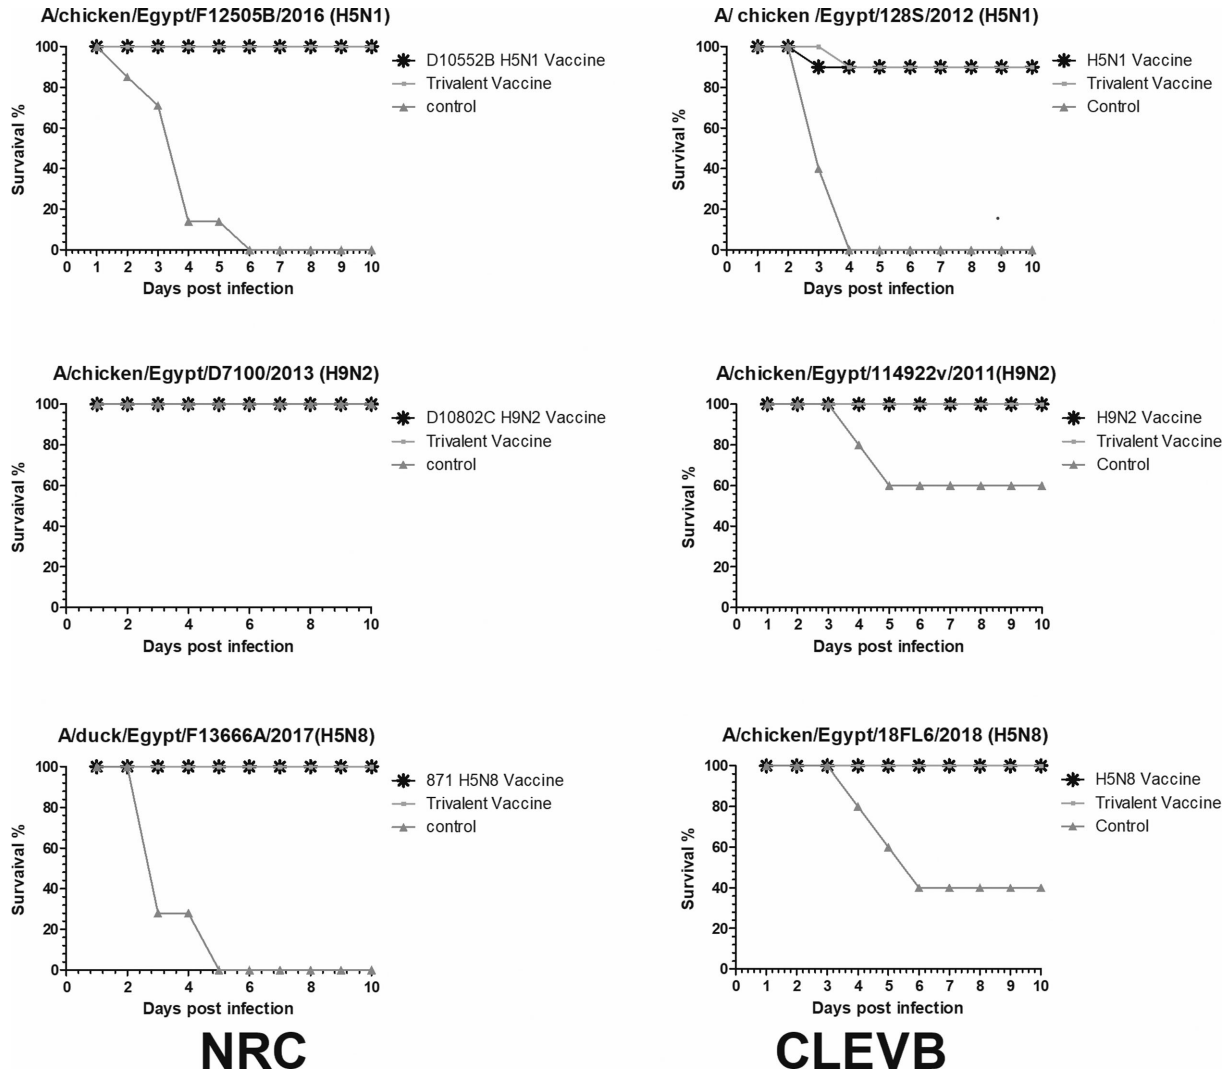 A/chicken/Egypt/F12505B/2016 (H5N1)
100
80
60
40
20
0
Survaival %
0 1 2 3 4 5 6 7 8 9 10
Days post infection
D10552B H5N1 Vaccine
Trivalent Vaccine
control
A/ chicken /Egypt/128S/2012 (H5N1)
100
80
60
40
20
0
Survival %
0 1 2 3 4 5 6 7 8 9 10
Days post infection
H5N1 Vaccine
Trivalent Vaccine
Control
A/chicken/Egypt/D7100/2013 (H9N2)
100
80
60
40
20
0
Survaival %
0 2 4 6 8 10
Days post infection
D10802C H9N2 Vaccine
Trivalent Vaccine
control
A/chicken/Egypt/114922v/2011(H9N2)
100
80
60
40
20
0
Survival %
0 1 2 3 4 5 6 7 8 9 10
Days post infection
H9N2 Vaccine
Trivalent Vaccine
Control
A/duck/Egypt/F13666A/2017(H5N8)
100
80
60
40
20
0
Survaival %
0 2 4 6 8 10
Days post infection
871 H5N8 Vaccine
Trivalent Vaccine
control
A/chicken/Egypt/18FL6/2018 (H5N8)
100
80
60
40
20
0
Survival %
0 1 2 3 4 5 6 7 8 9 10
Days post infection
H5N8 Vaccine
Trivalent Vaccine
Control
NRC
CLEVB